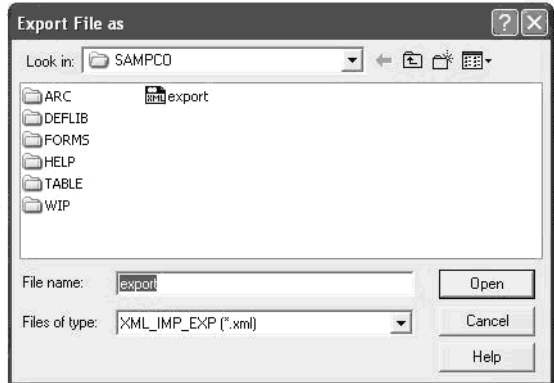 Export File as
Look in: SAMPCO
ARC
DEFLIB
FORMS
HELP
TABLE
WIP
XML export
File name: export
Open
Files of type: XML_IMP_EXP (*.xml)
Cancel
Help